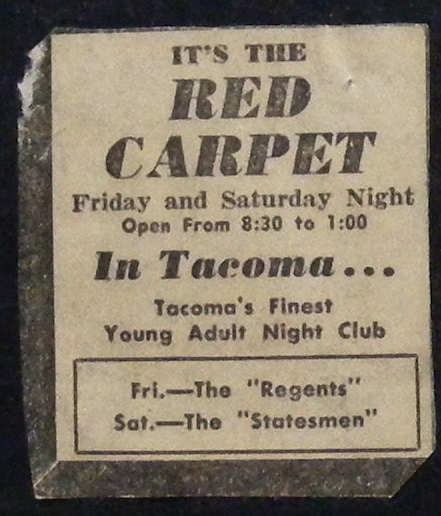 IT'S THE
RED
CARPET
Friday and Saturday Night
Open From 8:30 to 1:00
In Tacoma...
Tacoma's Finest
Young Adult Night Club
Fri.—The "Regents"
Sat.—The "Statesmen"